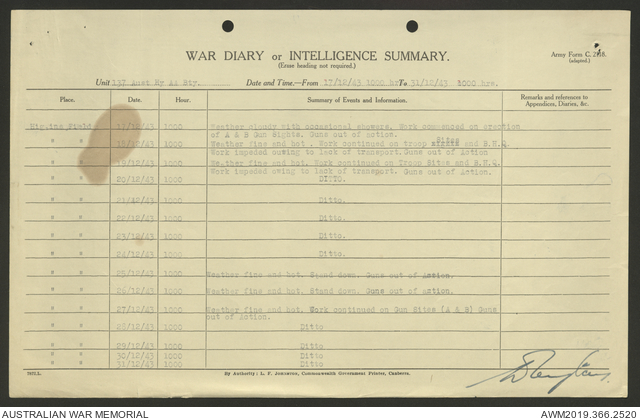 WAR DIARY or INTELLIGENCE SUMMARY.
(Erase heading not required.)
Army Form C. 2118.
(adapted.)
Unit 137 Aust Hy AA Bty. Date and Time.—From 17/12/43 1000 hr To 31/12/43 1000 hrs.
Place. Date. Hour. Summary of Events and Information. Remarks and references to
Appendices, Diaries, &c.
Higgins Field 17/12/43 1000 Weather cloudy with occasional showers. Work commenced on erection
of A & B Gun Sights. Guns out of action.
" " 18/12/43 1000 Weather fine and hot. Work continued on troop Sites and B.H.Q.
Work impeded owing to lack of transport. Guns out of Action
" " 19/12/43 1000 Weather fine and hot. Work continued on Troop Sites and B.H.Q.
Work impeded owing to lack of transport. Guns out of Action.
" " 20/12/43 1000 DITTO.
" " 21/12/43 1000 Ditto.
" " 22/12/43 1000 Ditto.
" " 23/12/43 1000 Ditto.
" " 24/12/43 1000 Ditto.
" " 25/12/43 1000 Weather fine and hot. Stand down. Guns out of Action.
" " 26/12/43 1000 Weather fine and hot. Stand down. Guns out of action.
" " 27/12/43 1000 Weather fine and hot. Work continued on Gun Sites (A & B) Guns
out of Action.
" " 28/12/43 1000 Ditto
" " 29/12/43 1000 Ditto
" " 30/12/43 1000 Ditto
" " 31/12/43 1000 Ditto
By Authority: L. F. Johnston, Commonwealth Government Printer, Canberra.
AUSTRALIAN WAR MEMORIAL AWM2019.366.2520